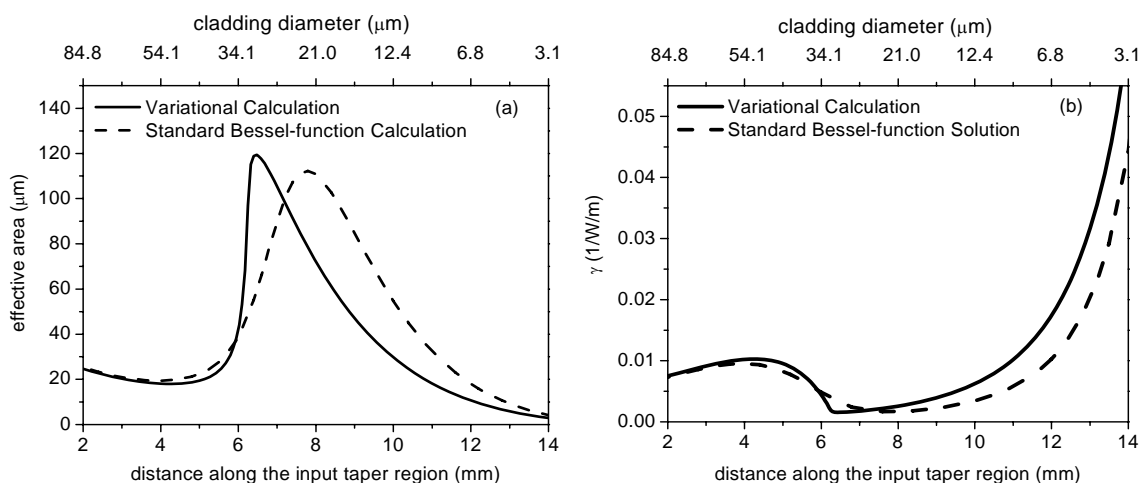 cladding diameter (μm)
84.8 54.1 34.1 21.0 12.4 6.8 3.1
140
120
100
80
60
40
20
0
effective area (μm)
Variational Calculation
Standard Bessel-function Calculation
(a)
2 4 6 8 10 12 14
distance along the input taper region (mm)
cladding diameter (μm)
84.8 54.1 34.1 21.0 12.4 6.8 3.1
0.05
0.04
0.03
0.02
0.01
0.00
γ (1/W/m)
Variational Calculation
Standard Bessel-function Solution
(b)
2 4 6 8 10 12 14
distance along the input taper region (mm)